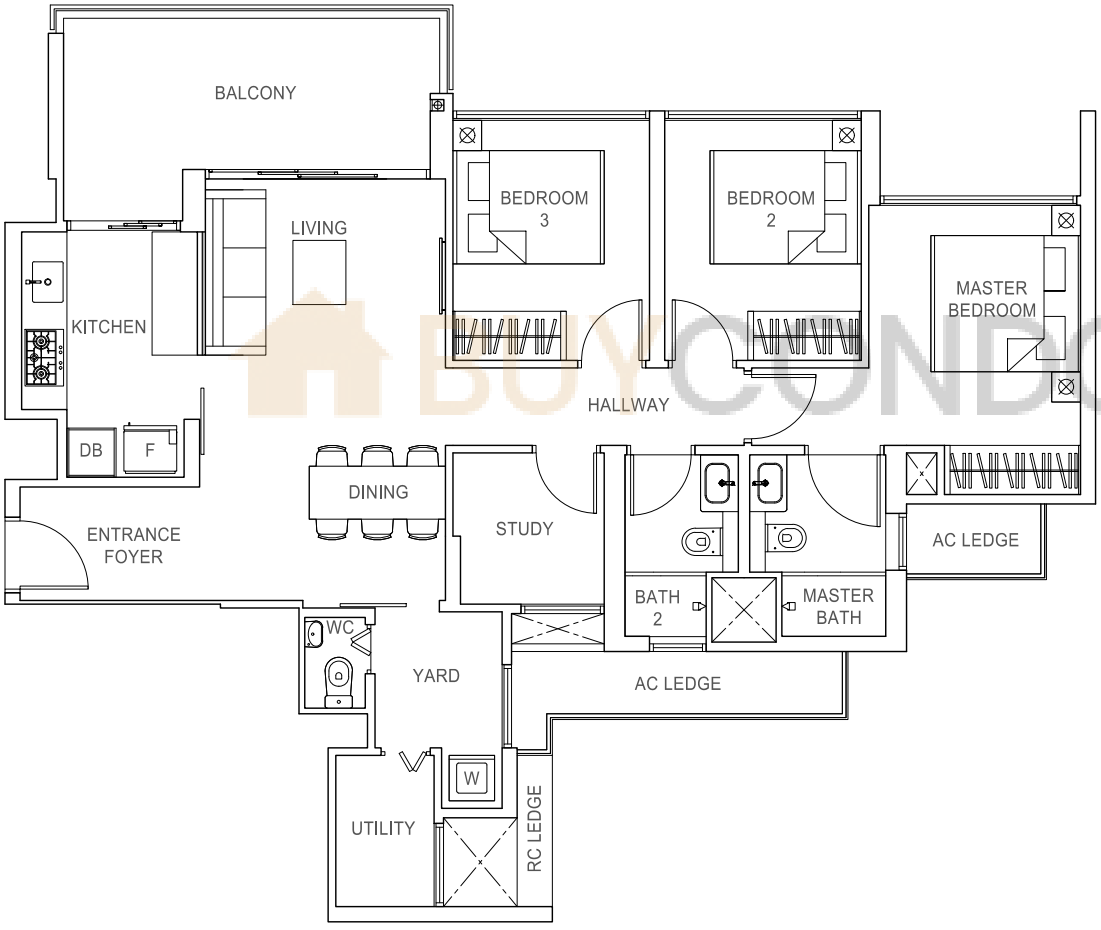 BALCONY
LIVING
BEDROOM
3
BEDROOM
2
MASTER
BEDROOM
KITCHEN
BUYCONDO
HALLWAY
DB
F
DINING
ENTRANCE
FOYER
STUDY
AC LEDGE
BATH
2
MASTER
BATH
WC
YARD
AC LEDGE
W
UTILITY
RC LEDGE